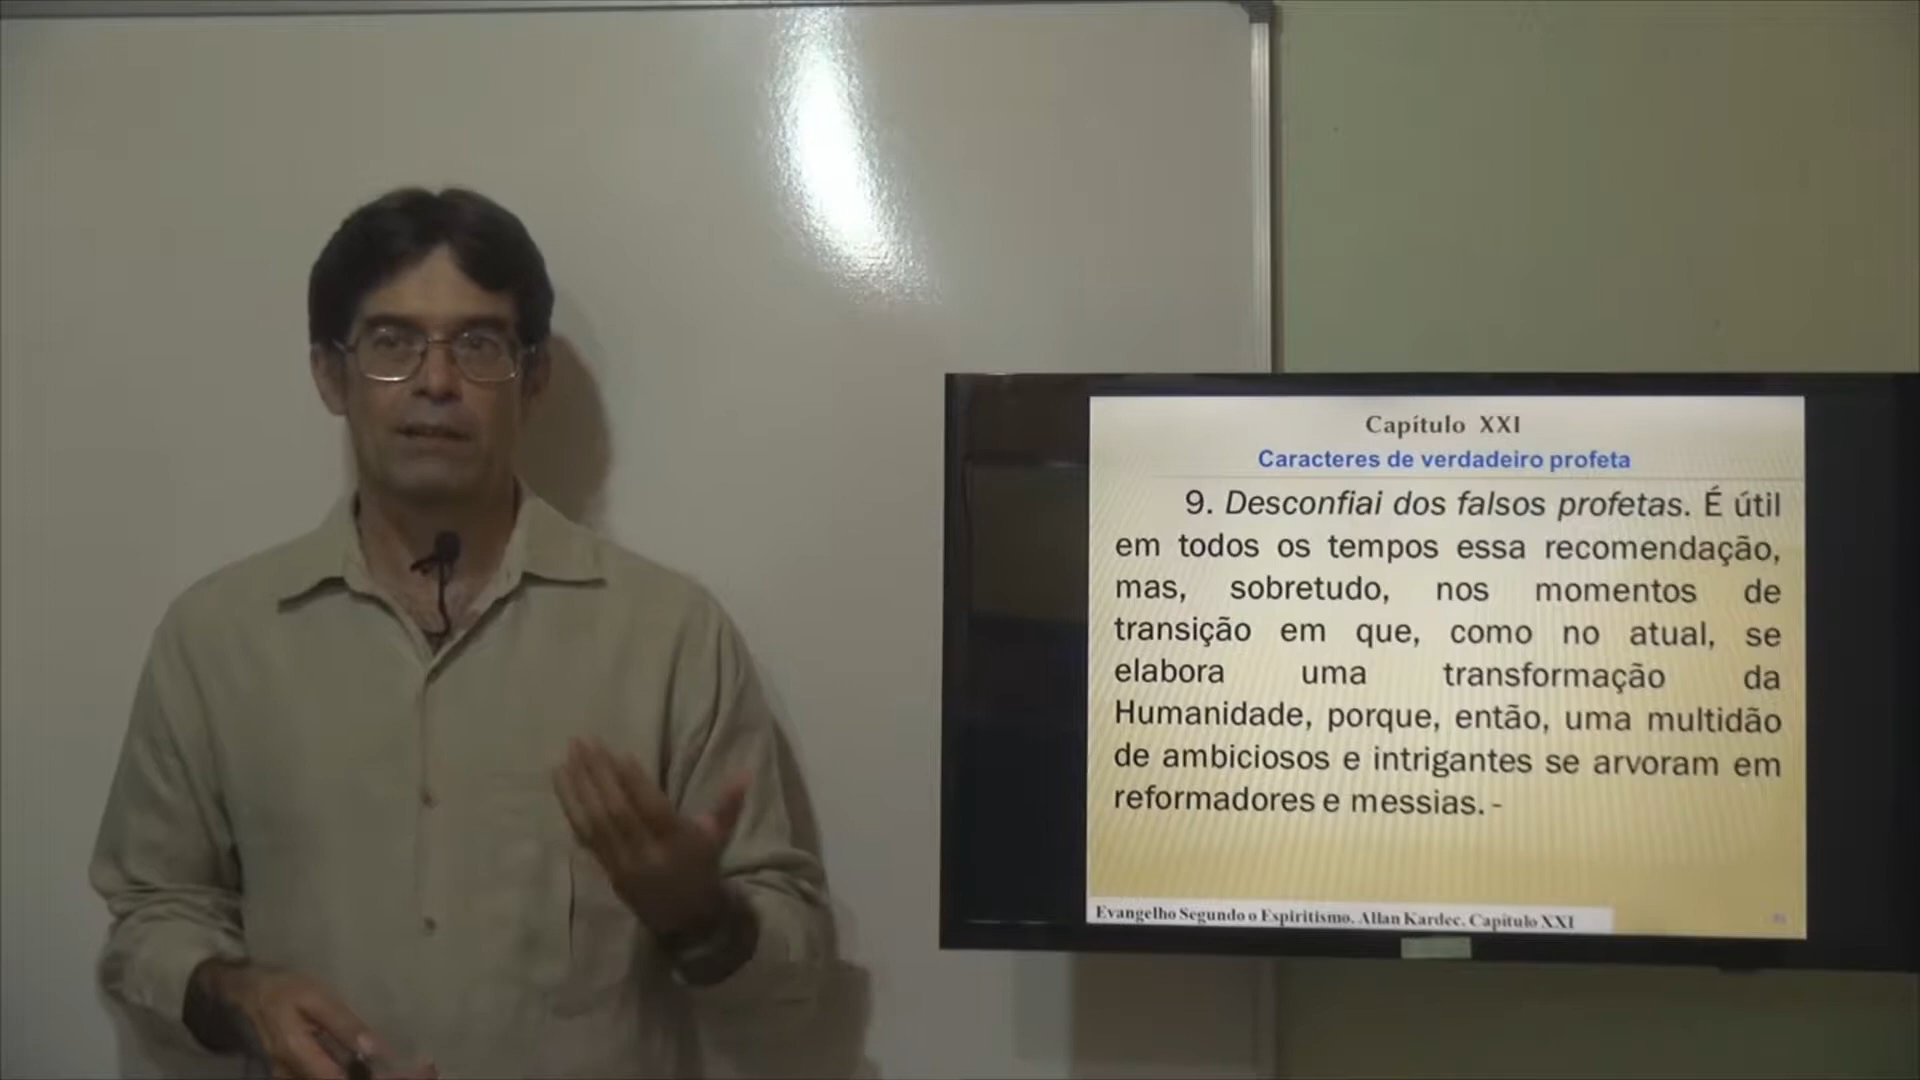 Capítulo XXI
Caracteres de verdadeiro profeta
9. Desconfiai dos falsos profetas. É útil
em todos os tempos essa recomendação,
mas, sobretudo, nos momentos de
transição em que, como no atual, se
elabora uma transformação da
Humanidade, porque, então, uma multidão
de ambiciosos e intrigantes se arvoram em
reformadores e messias. -
Evangelho Segundo o Espiritismo. Allan Kardec. Capítulo XXI